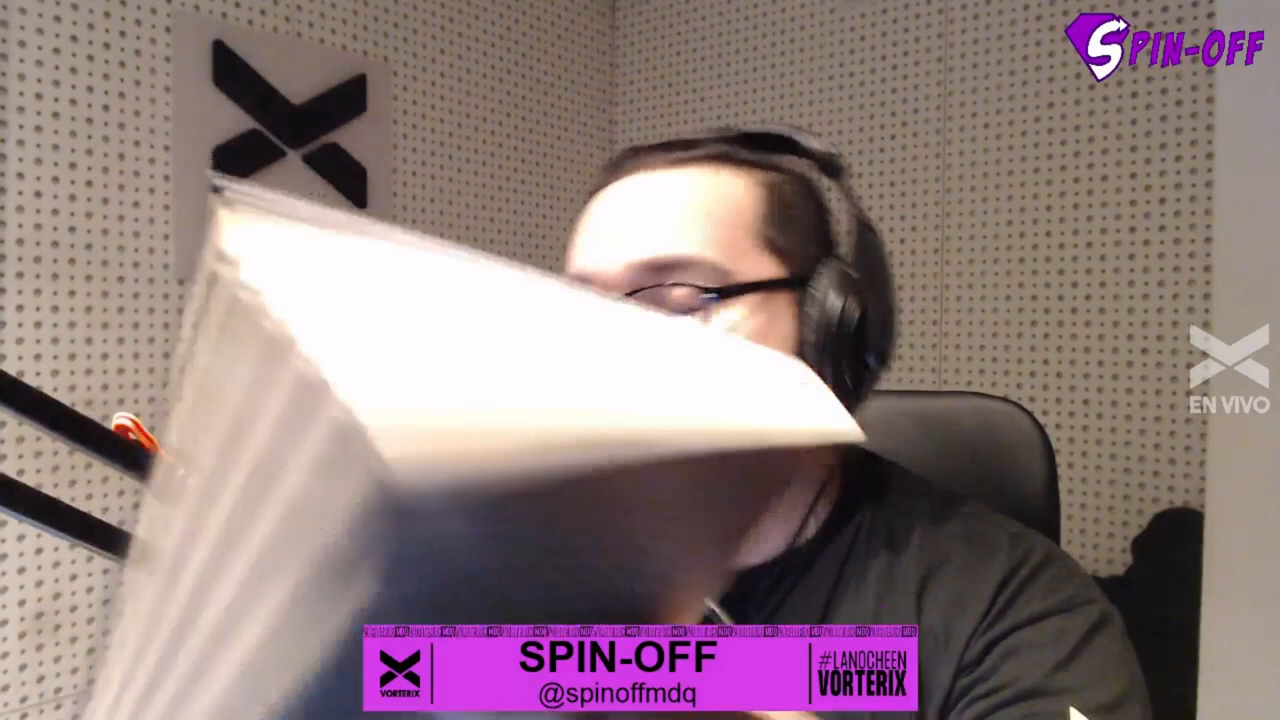 SPIN-OFF
EN VIVO
SPIN-OFF
@spinoffmdq
VORTERIX
#LANOCHEEN
VORTERIX